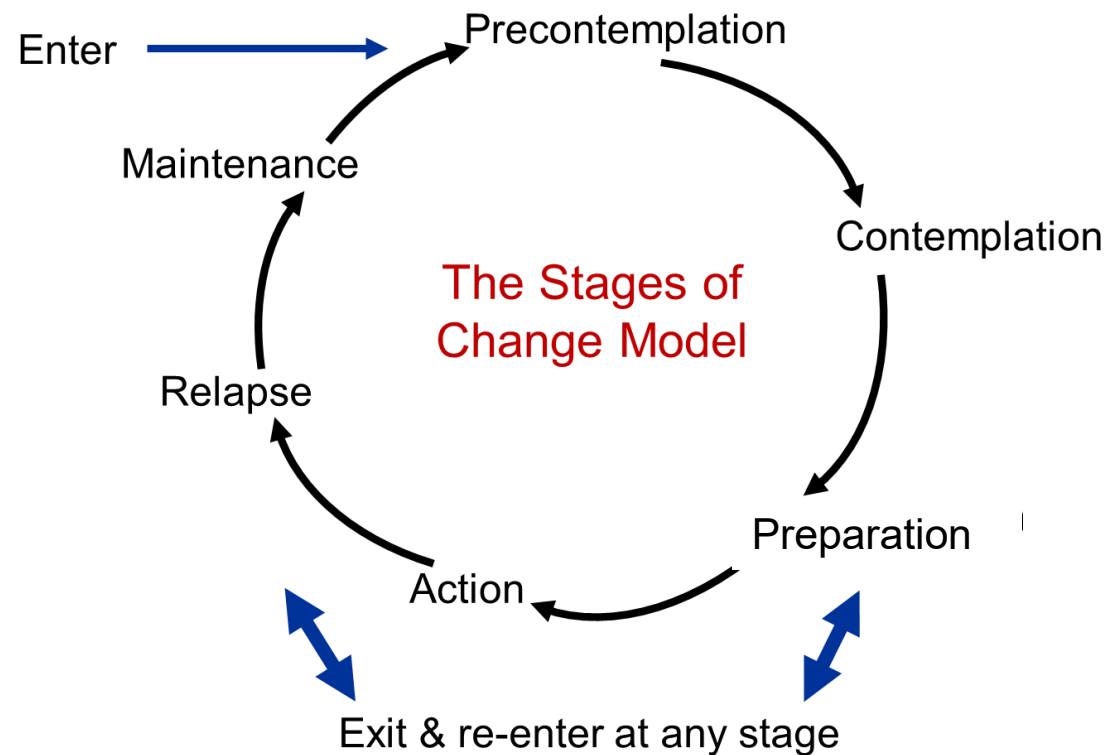 Enter
Precontemplation
Maintenance
Contemplation
The Stages of
Change Model
Relapse
Preparation
Action
Exit & re-enter at any stage